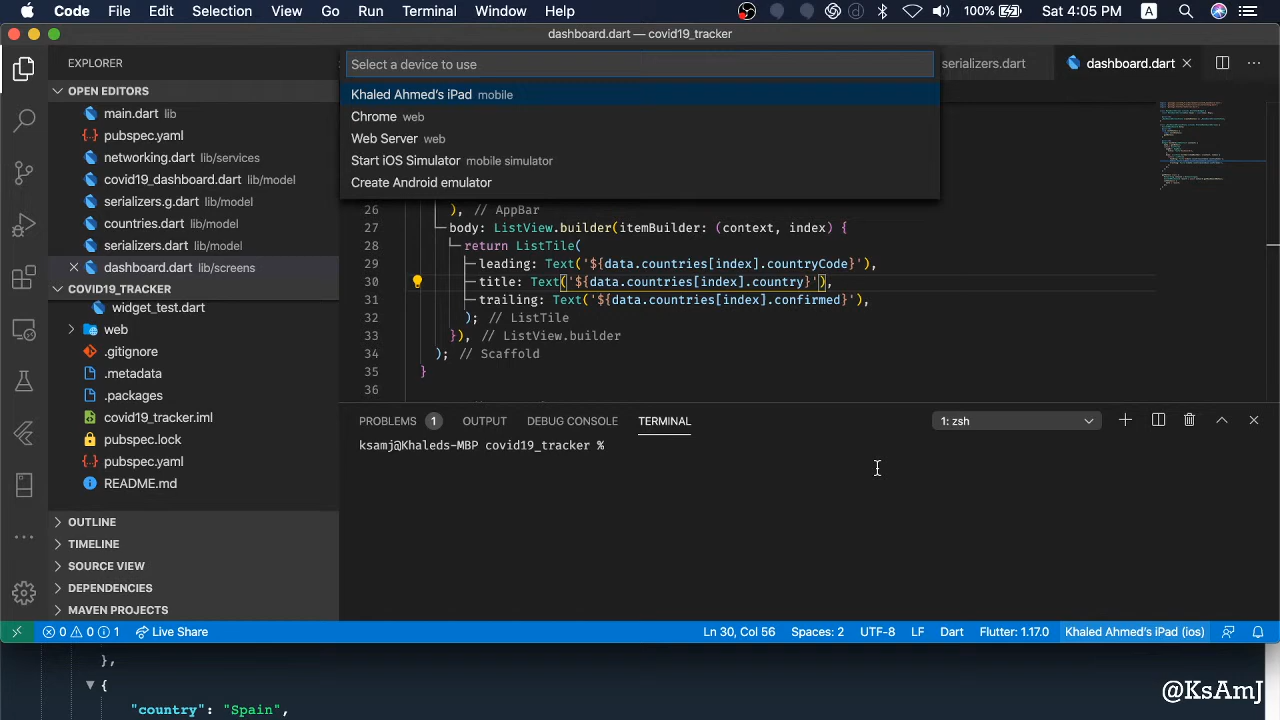 Code File Edit Selection View Go Run Terminal Window Help 100% Sat 4:05 PM A
dashboard.dart — covid19_tracker
EXPLORER
Select a device to use
serializers.dart
dashboard.dart
OPEN EDITORS
Khaled Ahmed's iPad mobile
main.dart lib
Chrome web
pubspec.yaml
Web Server web
networking.dart lib/services
Start iOS Simulator mobile simulator
covid19_dashboard.dart lib/model
Create Android emulator
serializers.g.dart lib/model
26 ), // AppBar
countries.dart lib/model
27 body: ListView.builder(itemBuilder: (context, index) {
serializers.dart lib/model
28 return ListTile(
dashboard.dart lib/screens
29 leading: Text('${data.countries[index].countryCode}'),
COVID19_TRACKER
30 title: Text('${data.countries[index].country}'),
widget_test.dart
31 trailing: Text('${data.countries[index].confirmed}'),
web
32 ); // ListTile
.gitignore
33 }), // ListView.builder
.metadata
34 ); // Scaffold
.packages
35 }
covid19_tracker.iml
36
pubspec.lock
pubspec.yaml
README.md
PROBLEMS 1 OUTPUT DEBUG CONSOLE TERMINAL 1: zsh
ksamj@Khaleds-MBP covid19_tracker %
OUTLINE
TIMELINE
SOURCE VIEW
DEPENDENCIES
MAVEN PROJECTS
0 0 1 Live Share Ln 30, Col 56 Spaces: 2 UTF-8 LF Dart Flutter: 1.17.0 Khaled Ahmed's iPad (ios)
},
{
"country": "Spain",
@KsAmJ